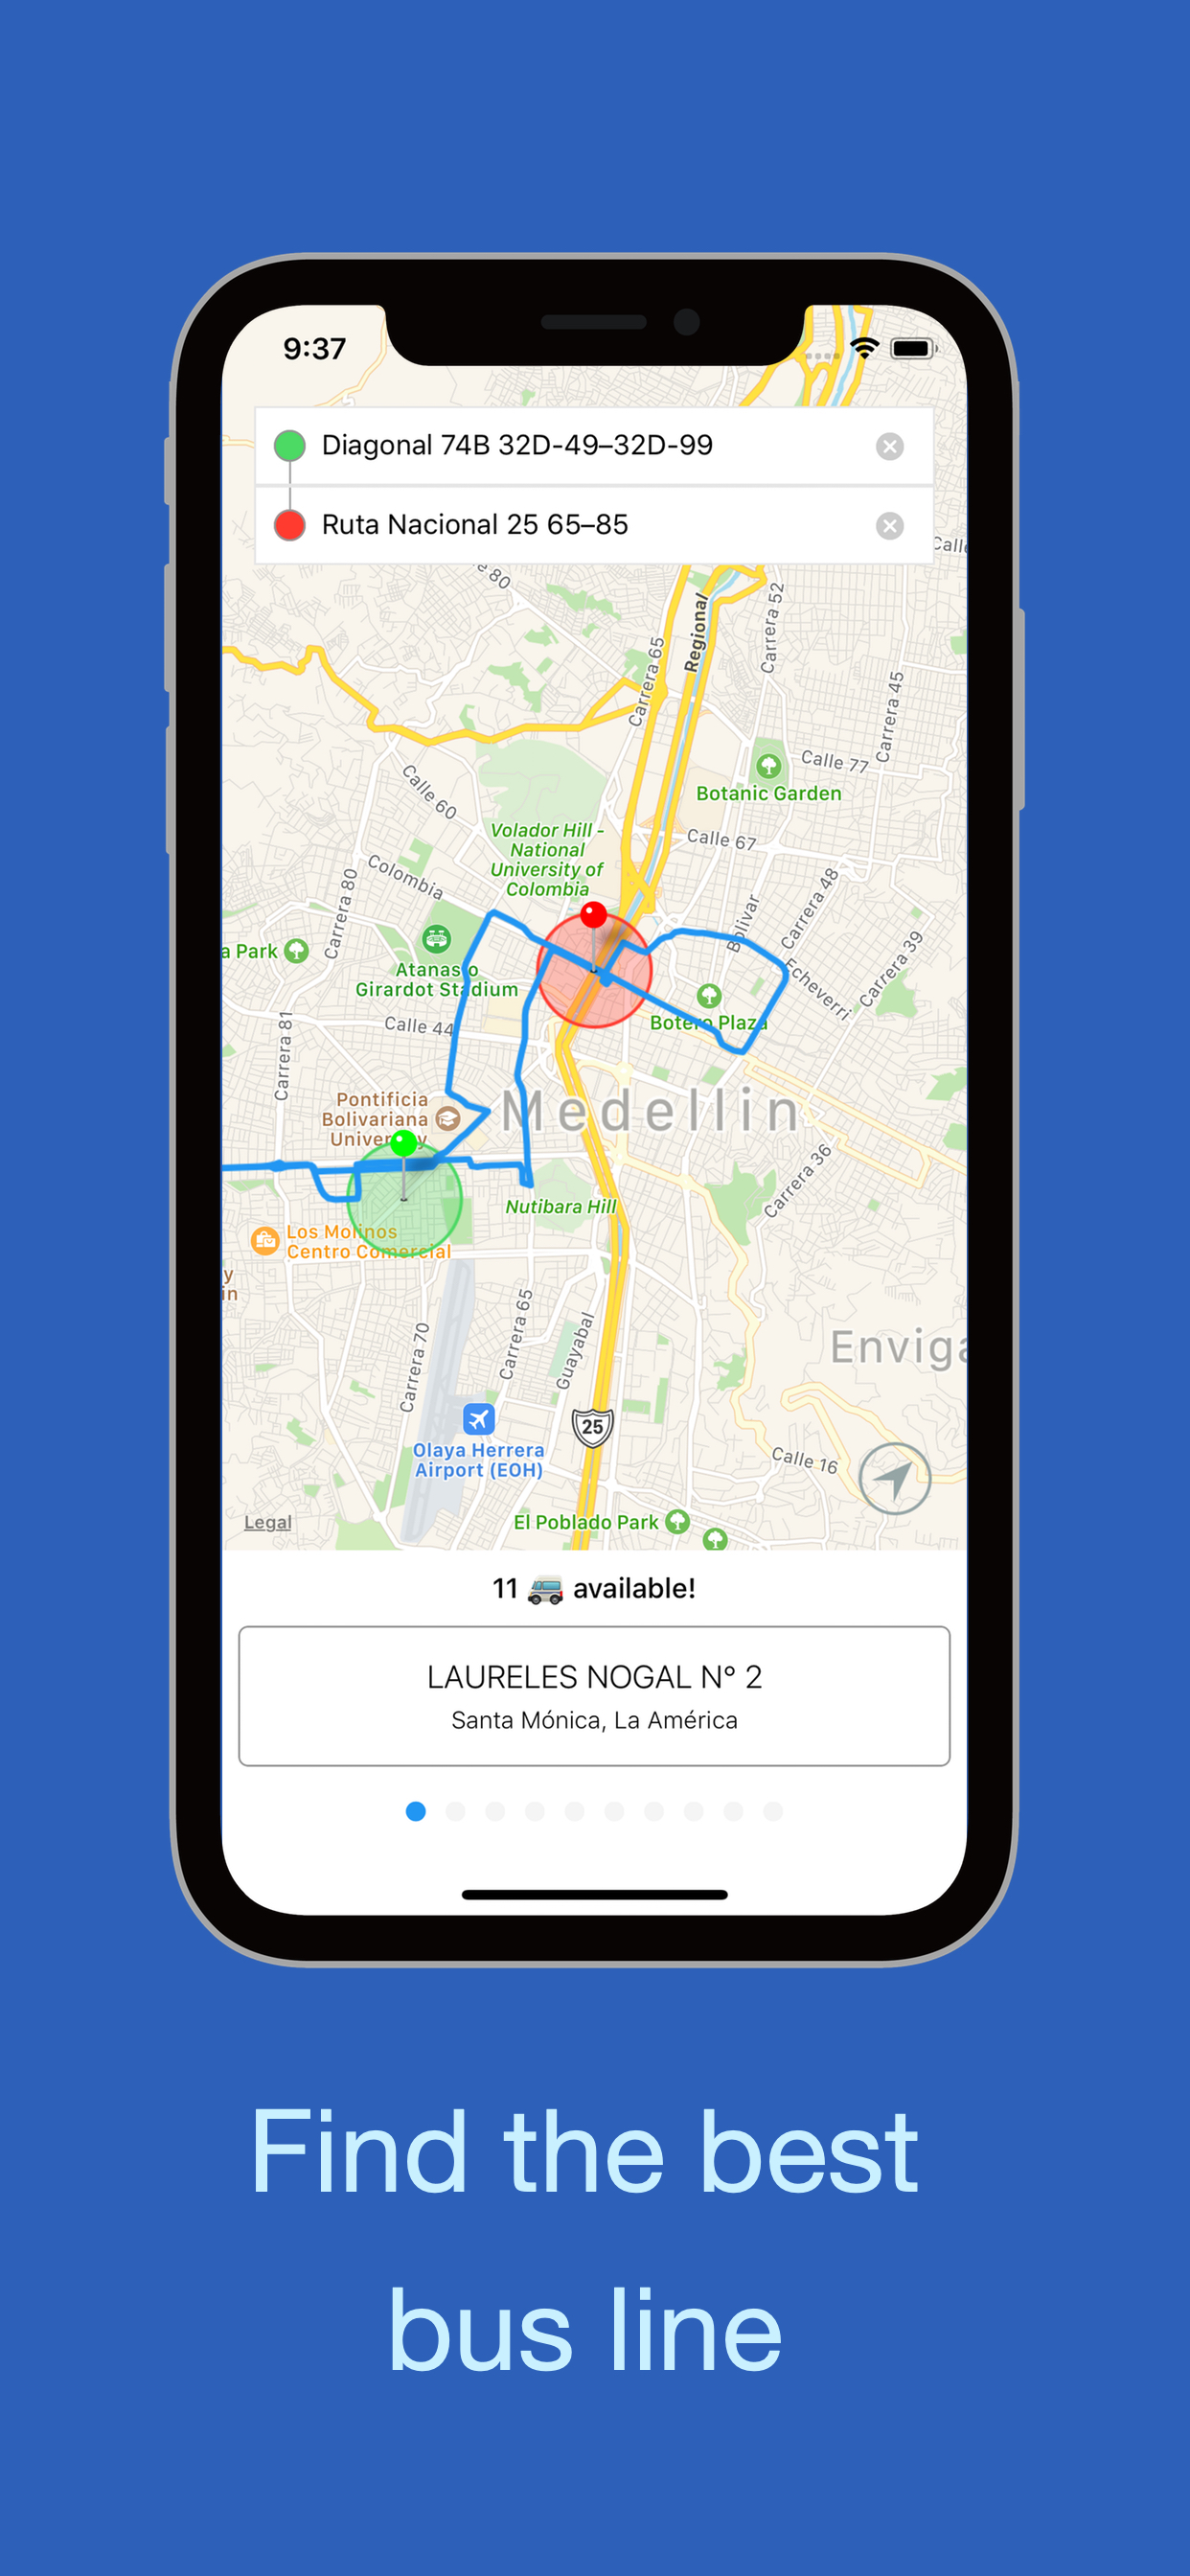 9:37
Diagonal 74B 32D-49–32D-99
Ruta Nacional 25 65–85
Calle
e 80
Regional
Carrera 52
Carrera 65
Carrera 45
Calle 77
Botanic Garden
Calle 60
Volador Hill -
National
University of
Colombia
Calle 67
Colombia
Carrera 80
Carrera 48
Bolivar
Carrera 39
a Park
Atanasio
Girardot Stadium
Echeverri
Botero Plaza
Calle 44
Carrera 81
Pontificia
Bolivariana
University
Medellin
Carrera 36
Nutibara Hill
Los Molinos
Centro Comercial
y
in
Carrera 65
Guayabal
Carrera 70
Enviga
25
Olaya Herrera
Airport (EOH)
Calle 16
El Poblado Park
Legal
11 🚐 available!
LAURELES NOGAL N° 2
Santa Mónica, La América
Find the best
bus line